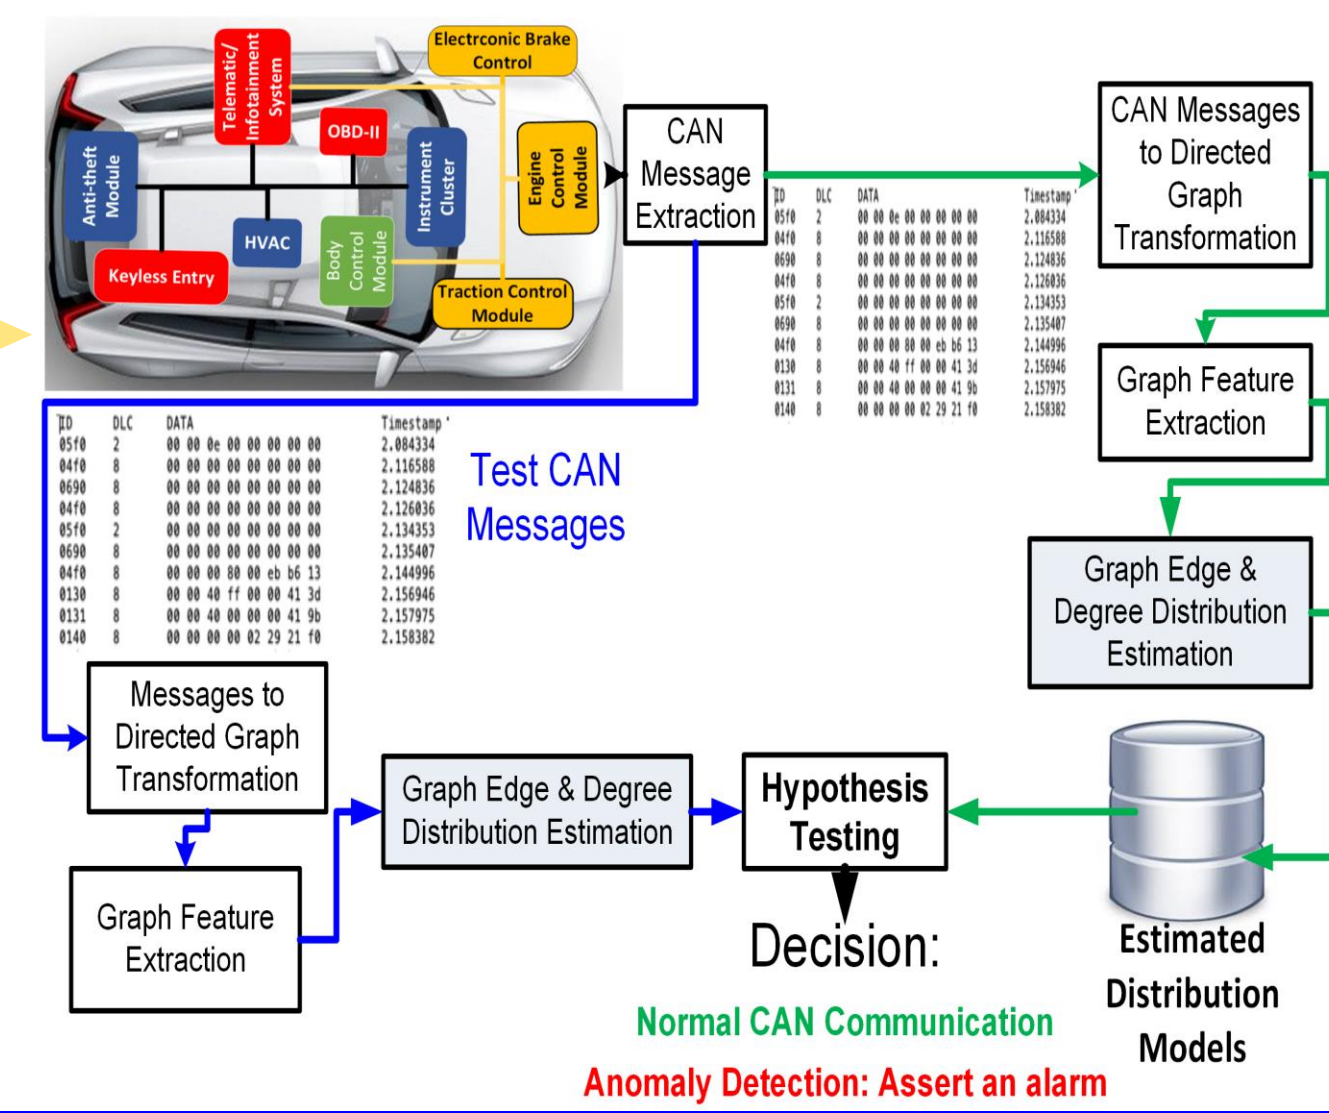 Electrconic Brake
Control
Telematic/
Infotainment
System
OBD-II
Anti-theft
Module
Instrument
Cluster
Engine
Control
Module
HVAC
Body
Control
Module
Keyless Entry
Traction Control
Module
CAN
Message
Extraction
CAN Messages
to Directed
Graph
Transformation
ID DLC DATA Timestamp
05f0 2 00 00 0e 00 00 00 00 00 2.084334
04f0 8 00 00 00 00 00 00 00 00 2.116588
0690 8 00 00 00 00 00 00 00 00 2.124836
04f0 8 00 00 00 00 00 00 00 00 2.126036
05f0 2 00 00 00 00 00 00 00 00 2.134353
0690 8 00 00 00 00 00 00 00 00 2.135407
04f0 8 00 00 00 80 00 eb b6 13 2.144996
0130 8 00 00 40 ff 00 00 41 3d 2.156946
0131 8 00 00 40 00 00 00 41 9b 2.157975
0140 8 00 00 00 00 02 29 21 f0 2.158382
Graph Feature
Extraction
Graph Edge &
Degree Distribution
Estimation
ID DLC DATA Timestamp
05f0 2 00 00 0e 00 00 00 00 00 2.084334
04f0 8 00 00 00 00 00 00 00 00 2.116588
0690 8 00 00 00 00 00 00 00 00 2.124836
04f0 8 00 00 00 00 00 00 00 00 2.126036
05f0 2 00 00 00 00 00 00 00 00 2.134353
0690 8 00 00 00 00 00 00 00 00 2.135407
04f0 8 00 00 00 80 00 eb b6 13 2.144996
0130 8 00 00 40 ff 00 00 41 3d 2.156946
0131 8 00 00 40 00 00 00 41 9b 2.157975
0140 8 00 00 00 00 02 29 21 f0 2.158382
Test CAN
Messages
Messages to
Directed Graph
Transformation
Graph Feature
Extraction
Graph Edge & Degree
Distribution Estimation
Hypothesis
Testing
Estimated
Distribution
Models
Decision:
Normal CAN Communication
Anomaly Detection: Assert an alarm